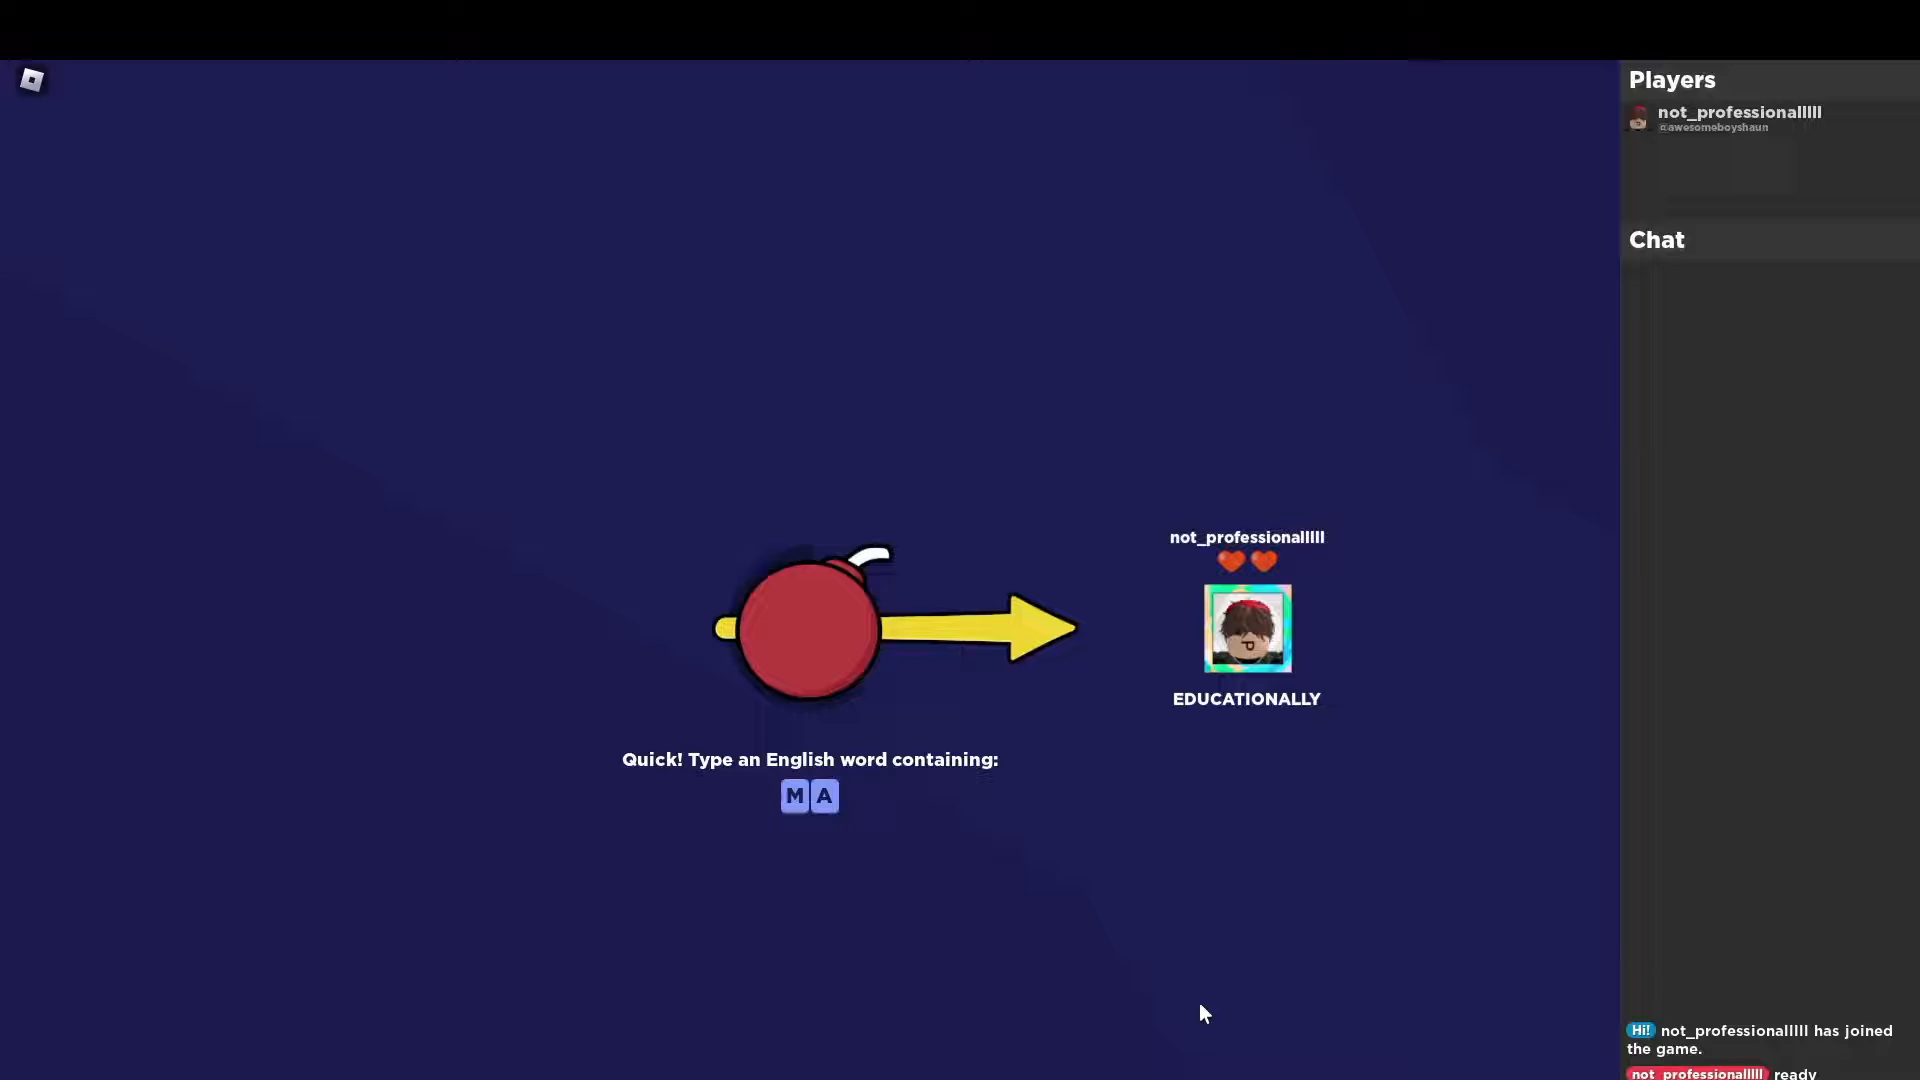 Players
not_professionalllll
@awesomeboyshaun
Chat
not_professionalllll
EDUCATIONALLY
Quick! Type an English word containing:
MA
Hi! not_professionalllll has joined
the game.
not_professionalllll ready